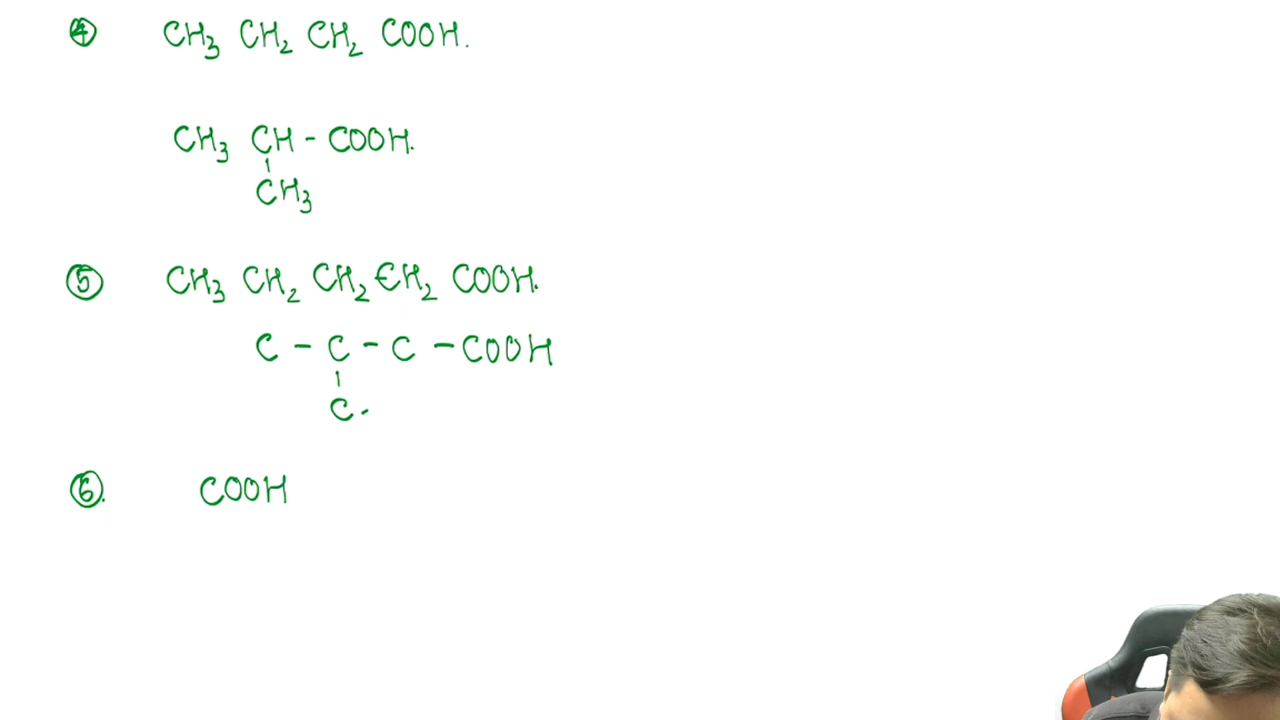 ④ CH₃ CH₂ CH₂ COOH.
CH₃ CH - COOH.
CH₃
⑤ CH₃ CH₂ CH₂ CH₂ COOH.
C - C - C - COOH
C.
⑥. COOH